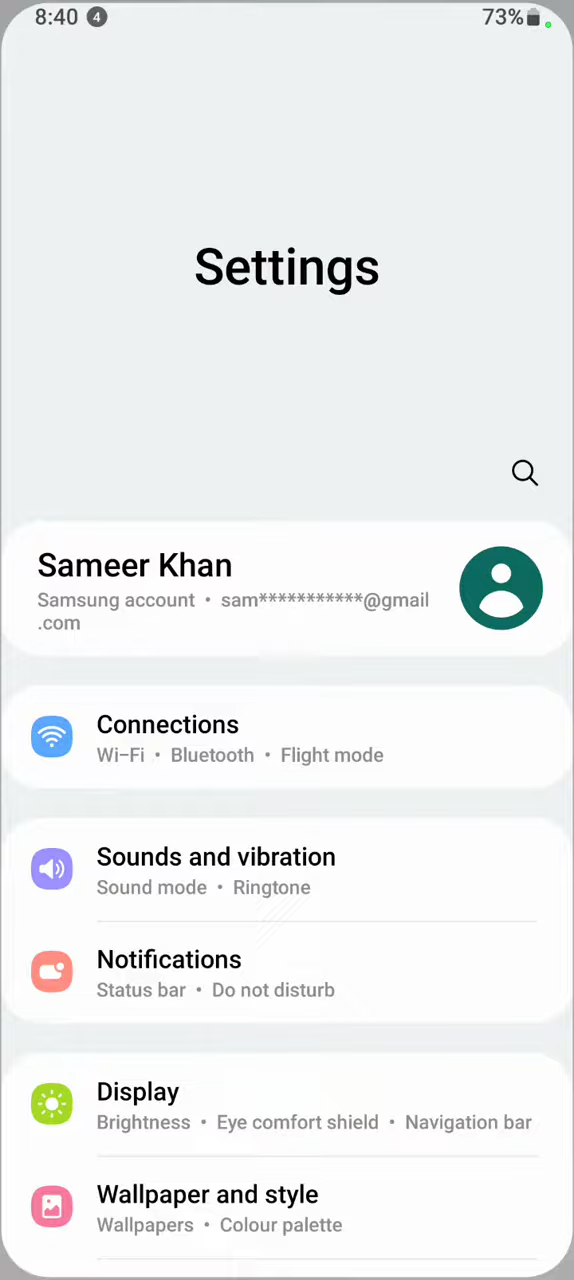 8:40 4 73%
Settings
Sameer Khan
Samsung account • sam***********@gmail
.com
Connections
Wi-Fi • Bluetooth • Flight mode
Sounds and vibration
Sound mode • Ringtone
Notifications
Status bar • Do not disturb
Display
Brightness • Eye comfort shield • Navigation bar
Wallpaper and style
Wallpapers • Colour palette